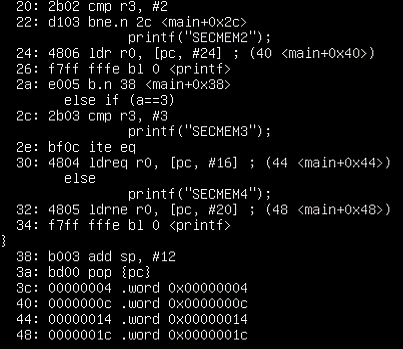 20: 2b02 cmp r3, #2
22: d103 bne.n 2c <main+0x2c>
printf("SECMEM2");
24: 4806 ldr r0, [pc, #24] ; (40 <main+0x40>)
26: f7ff fffe bl 0 <printf>
2a: e005 b.n 38 <main+0x38>
else if (a==3)
2c: 2b03 cmp r3, #3
printf("SECMEM3");
2e: bf0c ite eq
30: 4804 ldreq r0, [pc, #16] ; (44 <main+0x44>)
else
printf("SECMEM4");
32: 4805 ldrne r0, [pc, #20] ; (48 <main+0x48>)
34: f7ff fffe bl 0 <printf>
}
38: b003 add sp, #12
3a: bd00 pop {pc}
3c: 00000004 .word 0x00000004
40: 0000000c .word 0x0000000c
44: 00000014 .word 0x00000014
48: 0000001c .word 0x0000001c